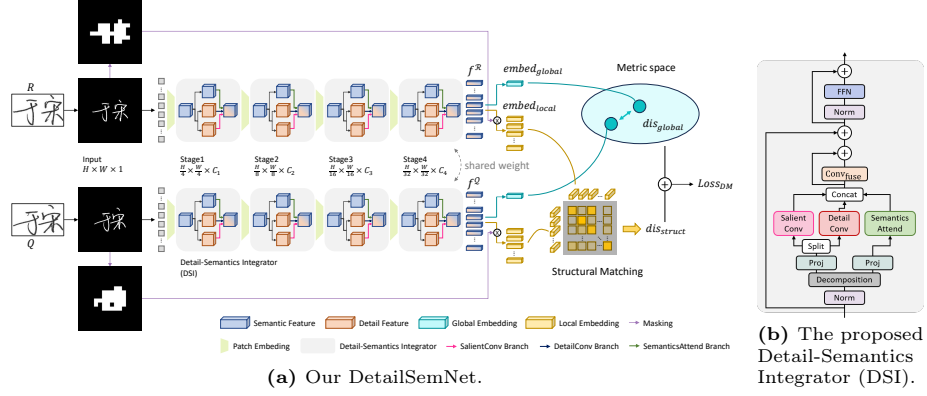 R
于宋
Q
于宋
Input
H × W × 1
Stage1
H/4 × W/4 × C₁
Stage2
H/8 × W/8 × C₂
Stage3
H/16 × W/16 × C₃
Stage4
H/32 × W/32 × C₄
shared weight
f^R
f^Q
embed_global
embed_local
Metric space
dis_global
dis_struct
Loss_DM
Structural Matching
Detail-Semantics Integrator
(DSI)
Semantic Feature
Detail Feature
Global Embedding
Local Embedding
Masking
Patch Embeding
Detail-Semantics Integrator
SalientConv Branch
DetailConv Branch
SemanticsAttend Branch
(a) Our DetailSemNet.
FFN
Norm
Conv_fuse
Concat
Salient Conv
Detail Conv
Semantics Attend
Split
Proj
Proj
Decomposition
Norm
(b) The proposed
Detail-Semantics
Integrator (DSI).